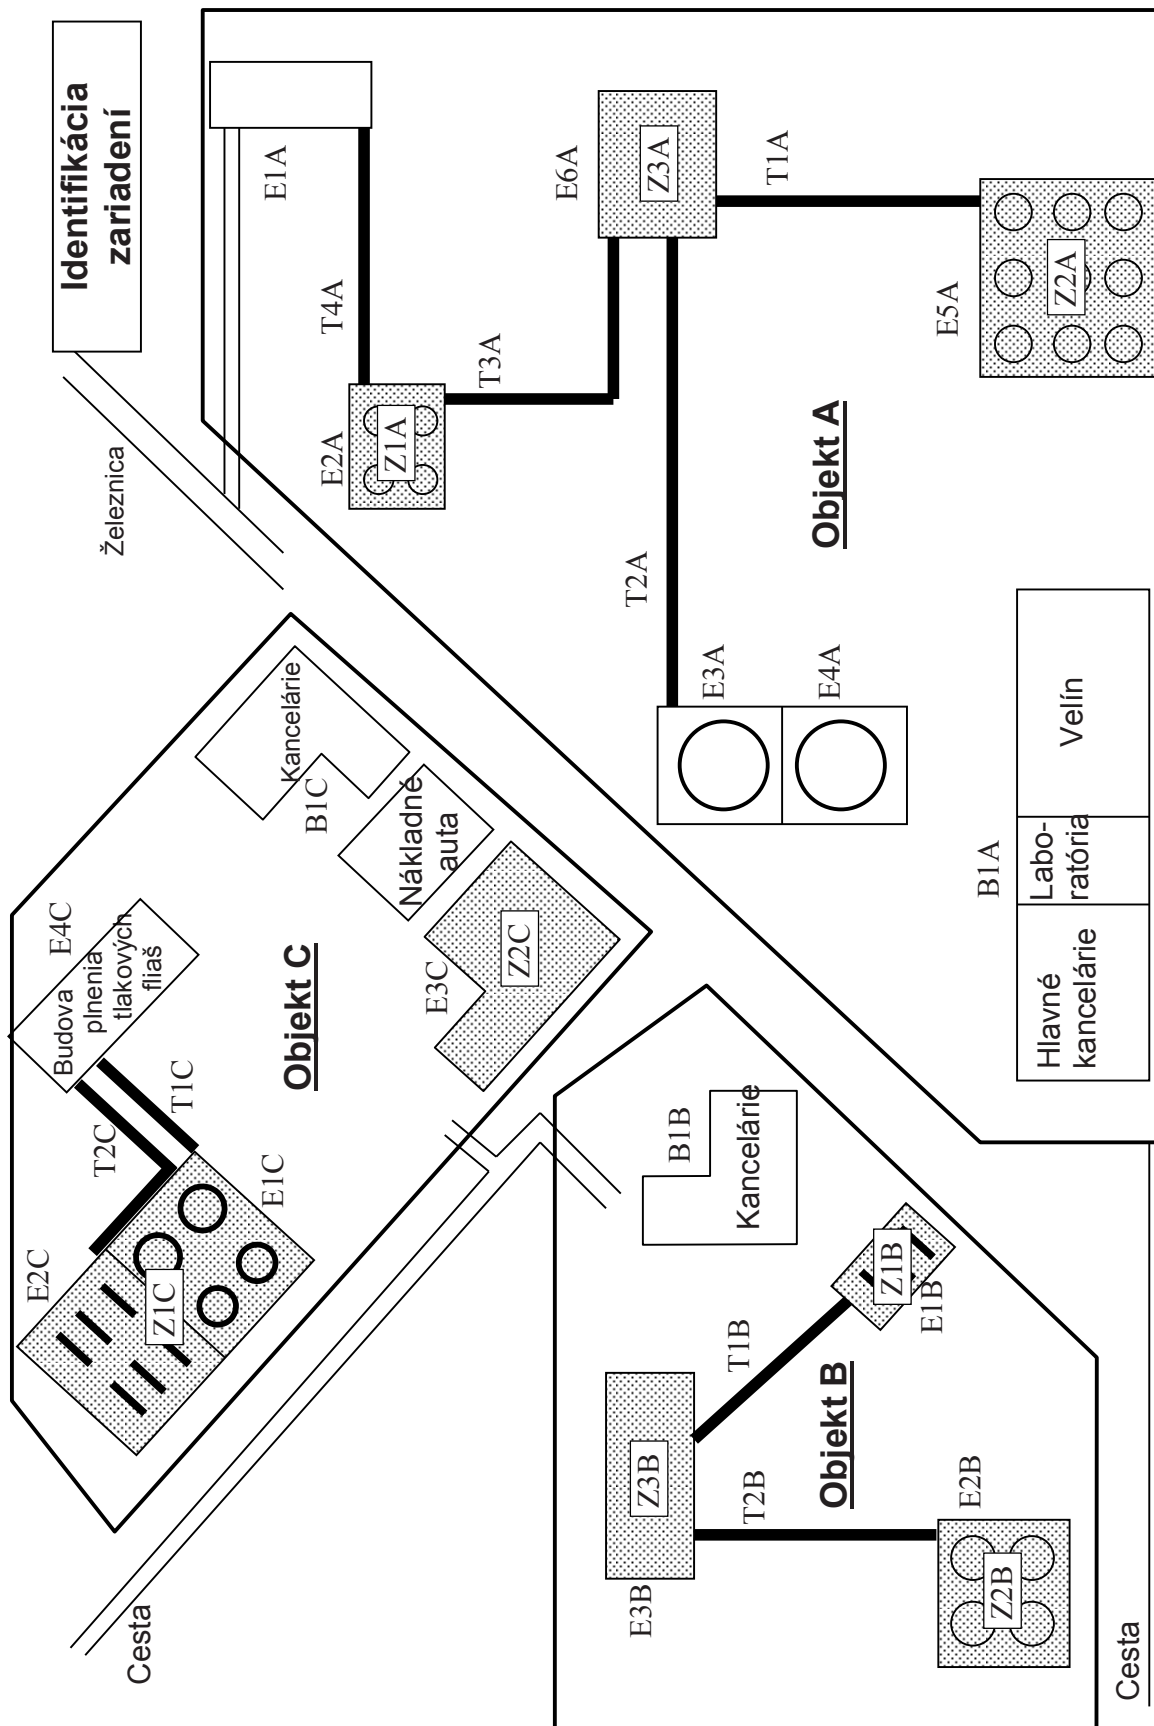 Identifikácia
zariadení
Železnica
E1A
T4A
E2A
Z1A
T3A
E6A
Z3A
T1A
E5A
Z2A
T2A
Objekt A
E3A
E4A
B1A
Velín
Labo-
ratória
Hlavné
kancelárie
Kancelárie
B1C
Nákladné
auta
Z2C
E3C
E4C
Budova
plnenia
tlakových
fliaš
Objekt C
T1C
T2C
E1C
E2C
Z1C
B1B
Kancelárie
Z1B
E1B
T1B
Objekt B
Z3B
E3B
T2B
E2B
Z2B
Cesta
Cesta